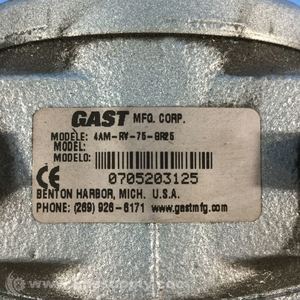 GAST MFG. CORP.
MODÈLE: 4AM-RV-75-GR25
MODEL:
MODELO:
CE 0705203125
BENTON HARBOR, MICH. U.S.A.
PHONE: (269) 926-6171 www.gastmfg.com